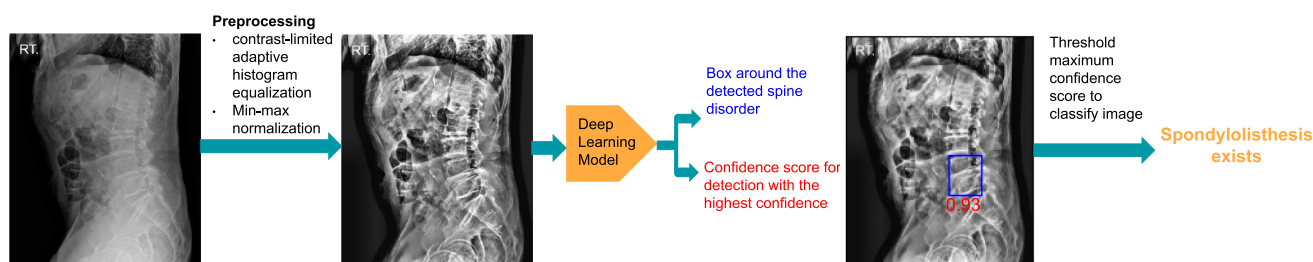 RT.
Preprocessing
• contrast-limited
adaptive
histogram
equalization
• Min-max
normalization
RT.
Deep
Learning
Model
Box around the
detected spine
disorder
Confidence score for
detection with the
highest confidence
RT.
0.93
Threshold
maximum
confidence
score to
classify image
Spondylolisthesis
exists